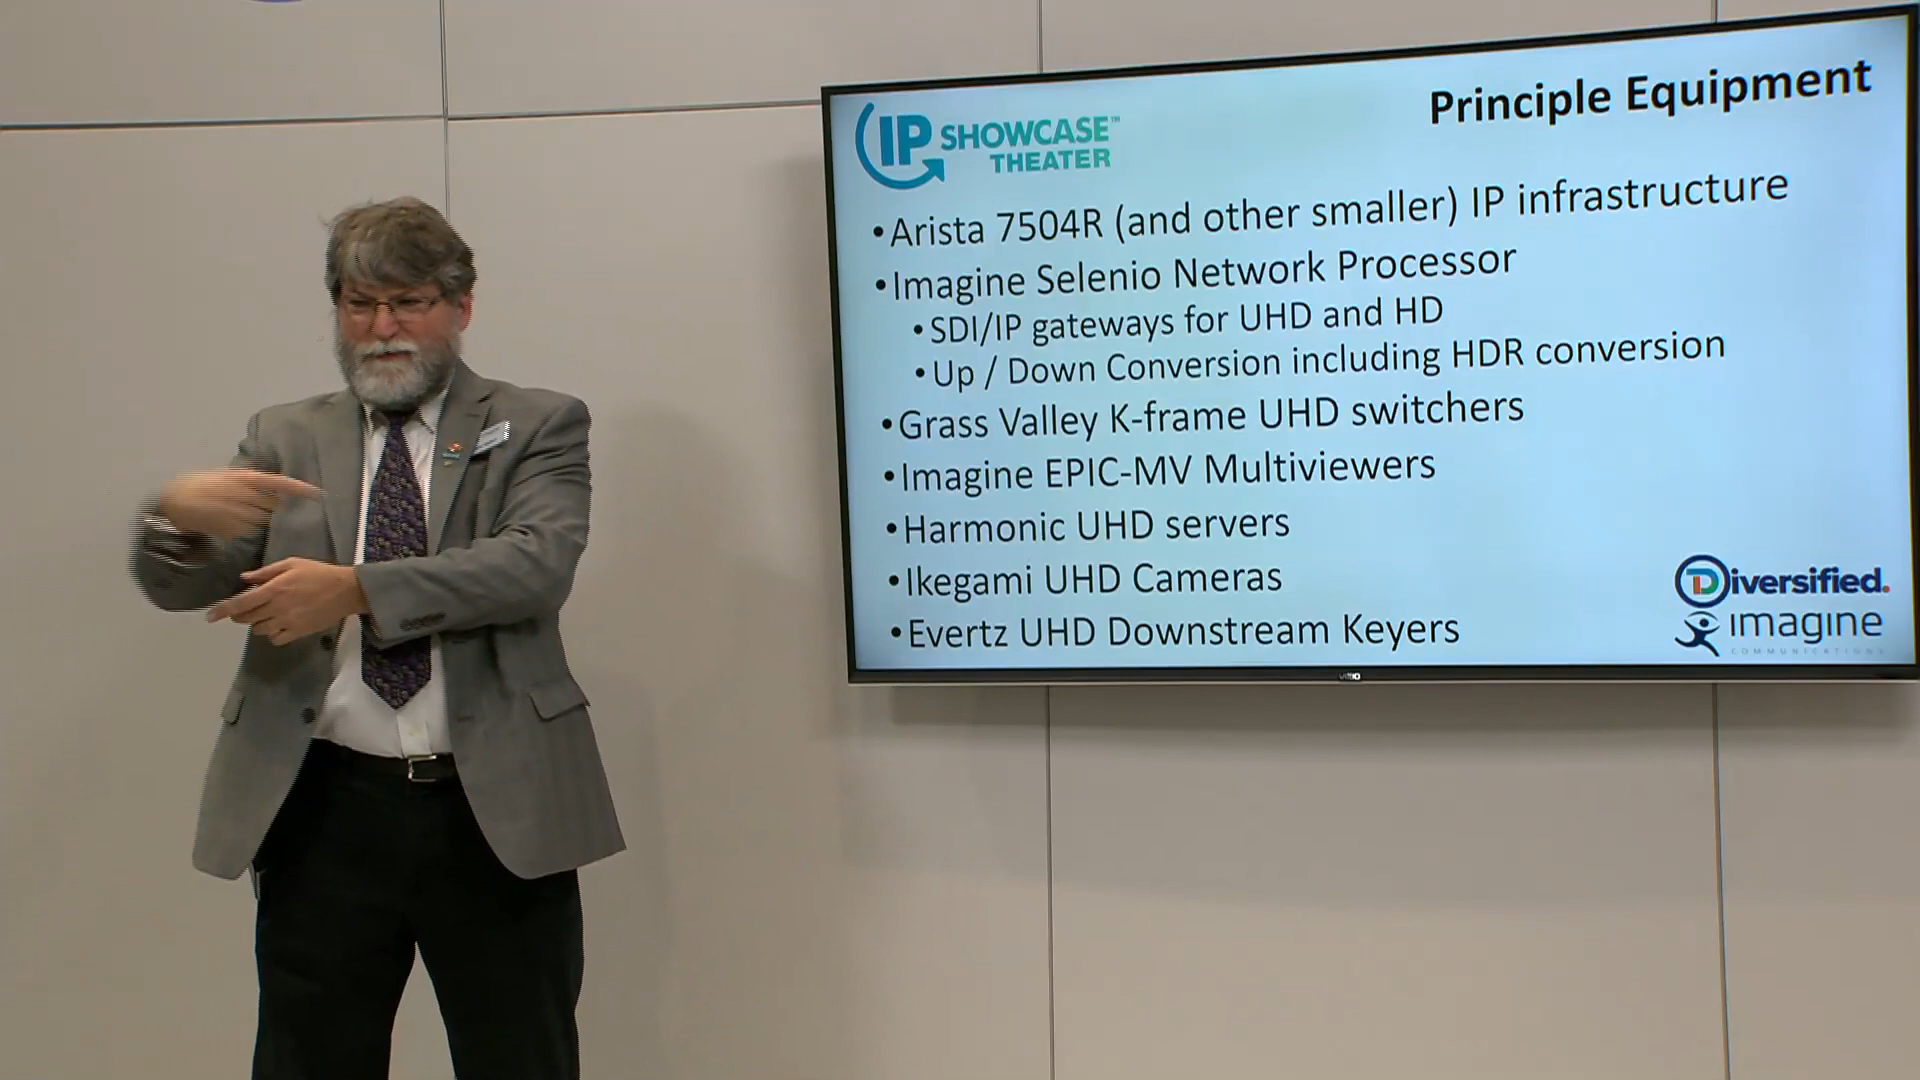 IP SHOWCASE™
THEATER
Principle Equipment
•Arista 7504R (and other smaller) IP infrastructure
•Imagine Selenio Network Processor
•SDI/IP gateways for UHD and HD
•Up / Down Conversion including HDR conversion
•Grass Valley K-frame UHD switchers
•Imagine EPIC-MV Multiviewers
•Harmonic UHD servers
•Ikegami UHD Cameras
•Evertz UHD Downstream Keyers
Diversified.
imagine
COMMUNICATIONS
VIZIO